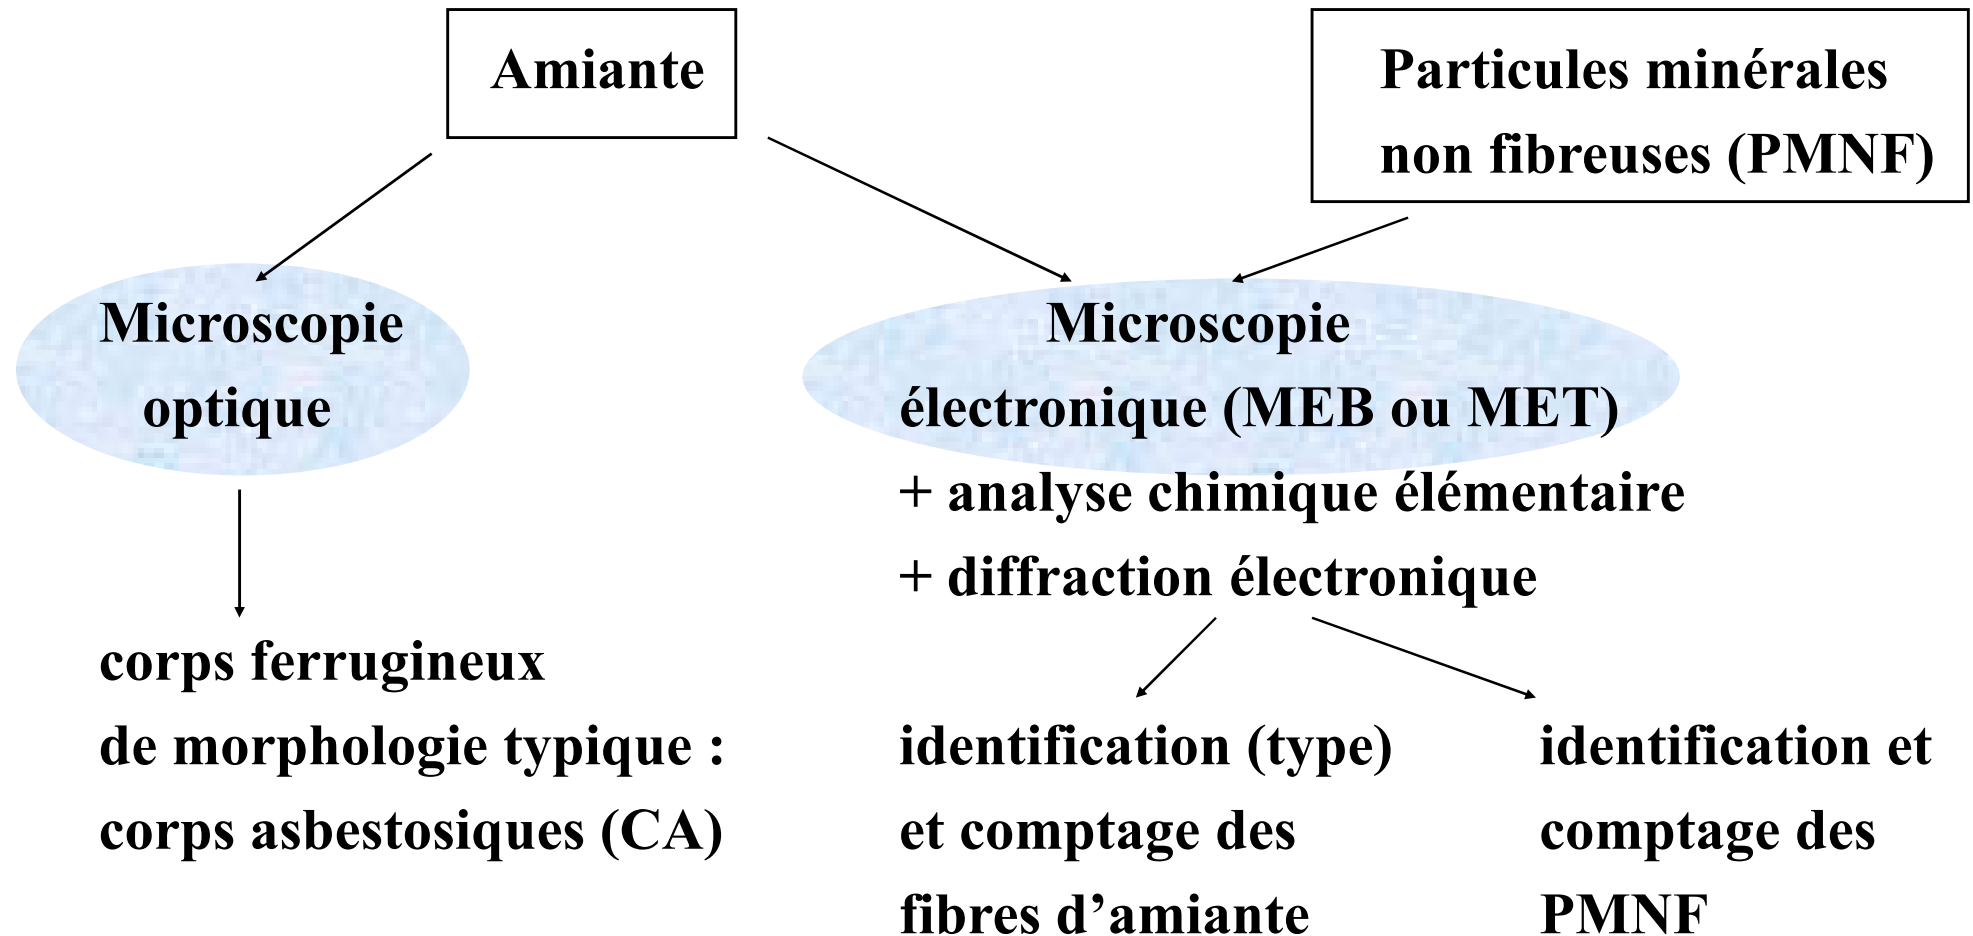 Amiante
Particules minérales
non fibreuses (PMNF)
Microscopie
optique
Microscopie
électronique (MEB ou MET)
+ analyse chimique élémentaire
+ diffraction électronique
corps ferrugineux
de morphologie typique :
corps asbestosiques (CA)
identification (type)
et comptage des
fibres d’amiante
identification et
comptage des
PMNF